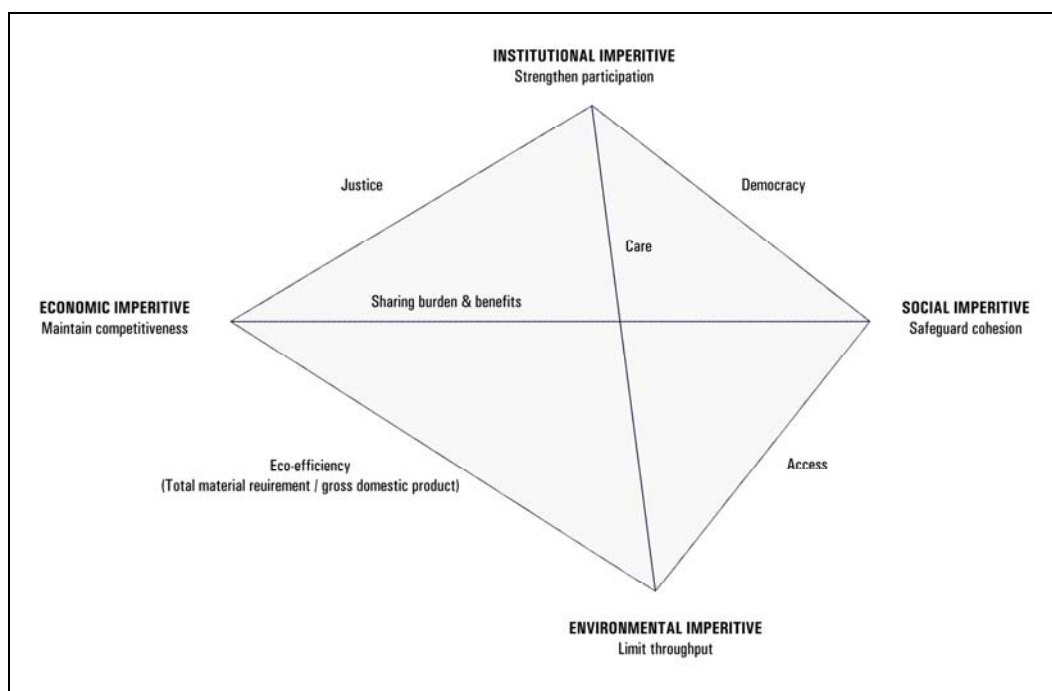 INSTITUTIONAL IMPERITIVE
Strengthen participation
Justice
Democracy
Care
Sharing burden & benefits
ECONOMIC IMPERITIVE
Maintain competitiveness
SOCIAL IMPERITIVE
Safeguard cohesion
Eco-efficiency
(Total material reuirement / gross domestic product)
Access
ENVIRONMENTAL IMPERITIVE
Limit throughput